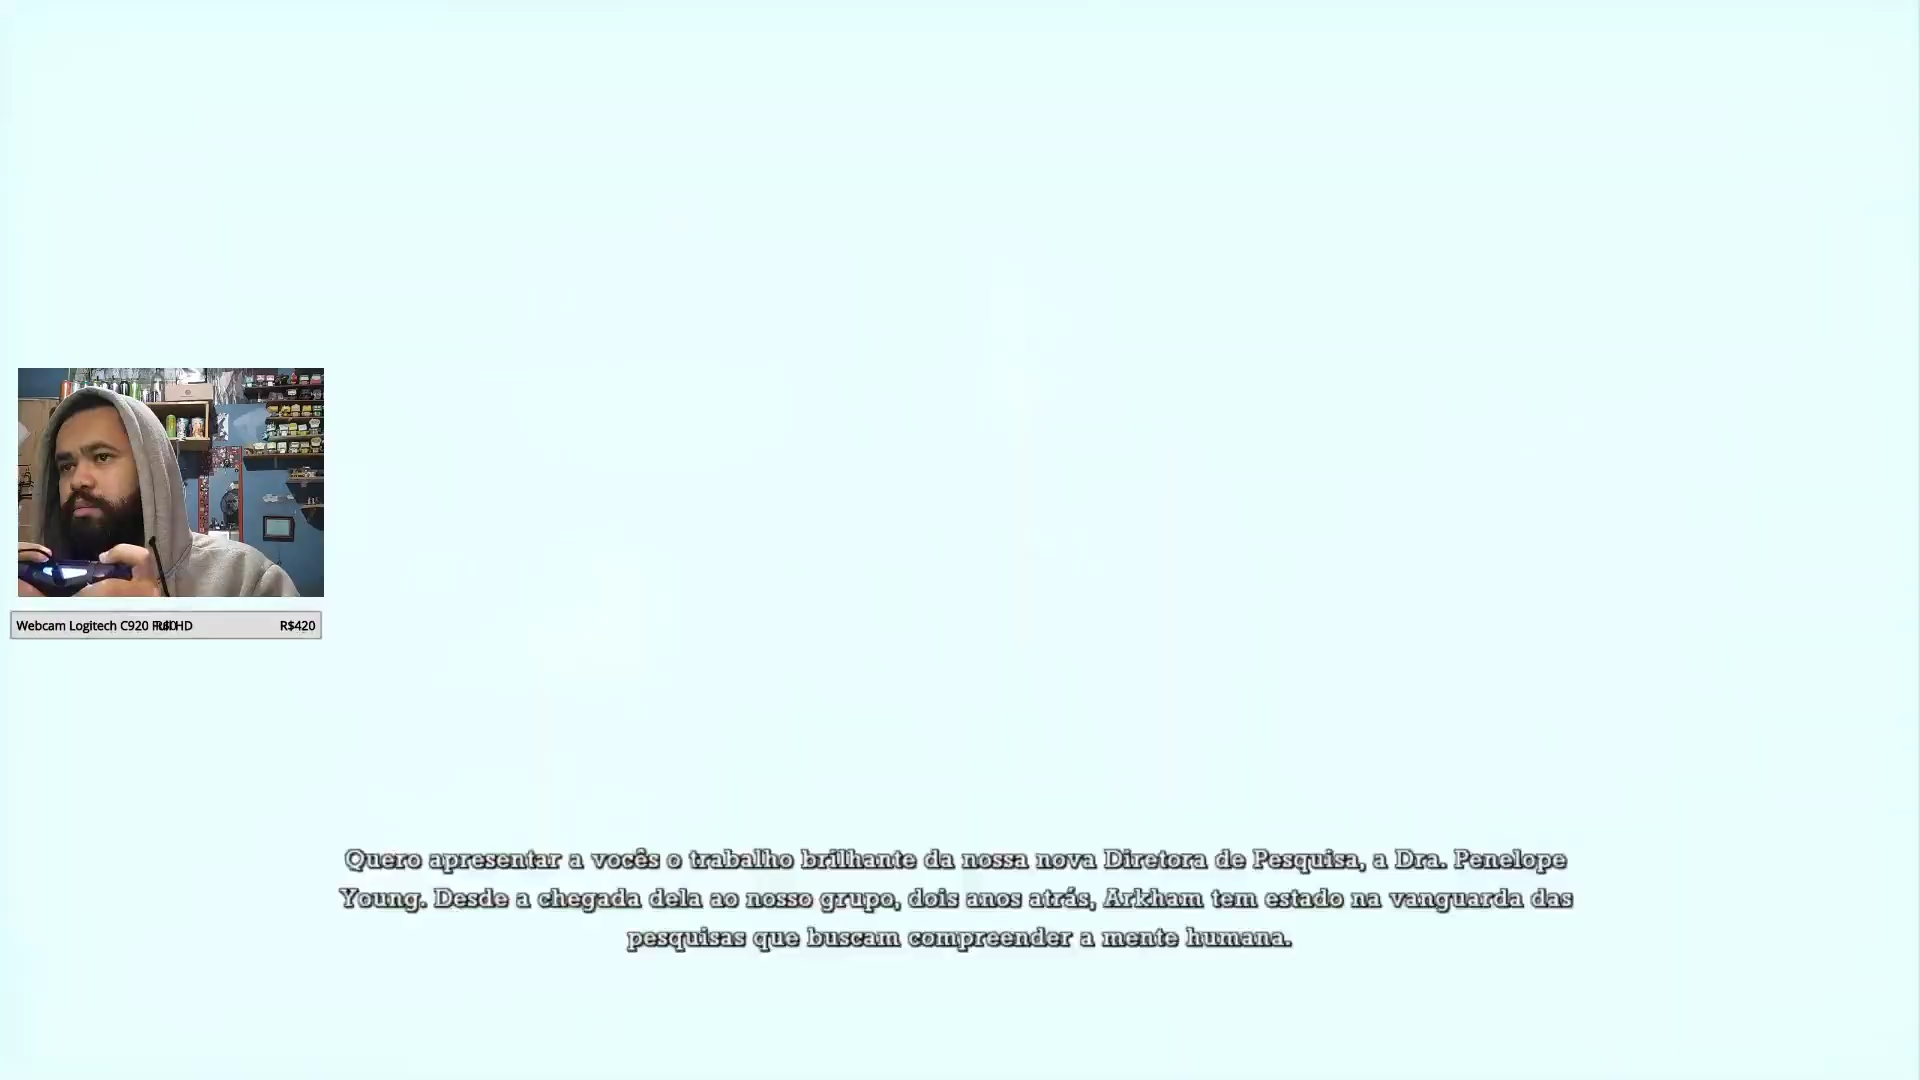 Webcam Logitech C920 Full HD R$420
Quero apresentar a vocês o trabalho brilhante da nossa nova Diretora de Pesquisa, a Dra. Penelope
Young. Desde a chegada dela ao nosso grupo, dois anos atrás, Arkham tem estado na vanguarda das
pesquisas que buscam compreender a mente humana.